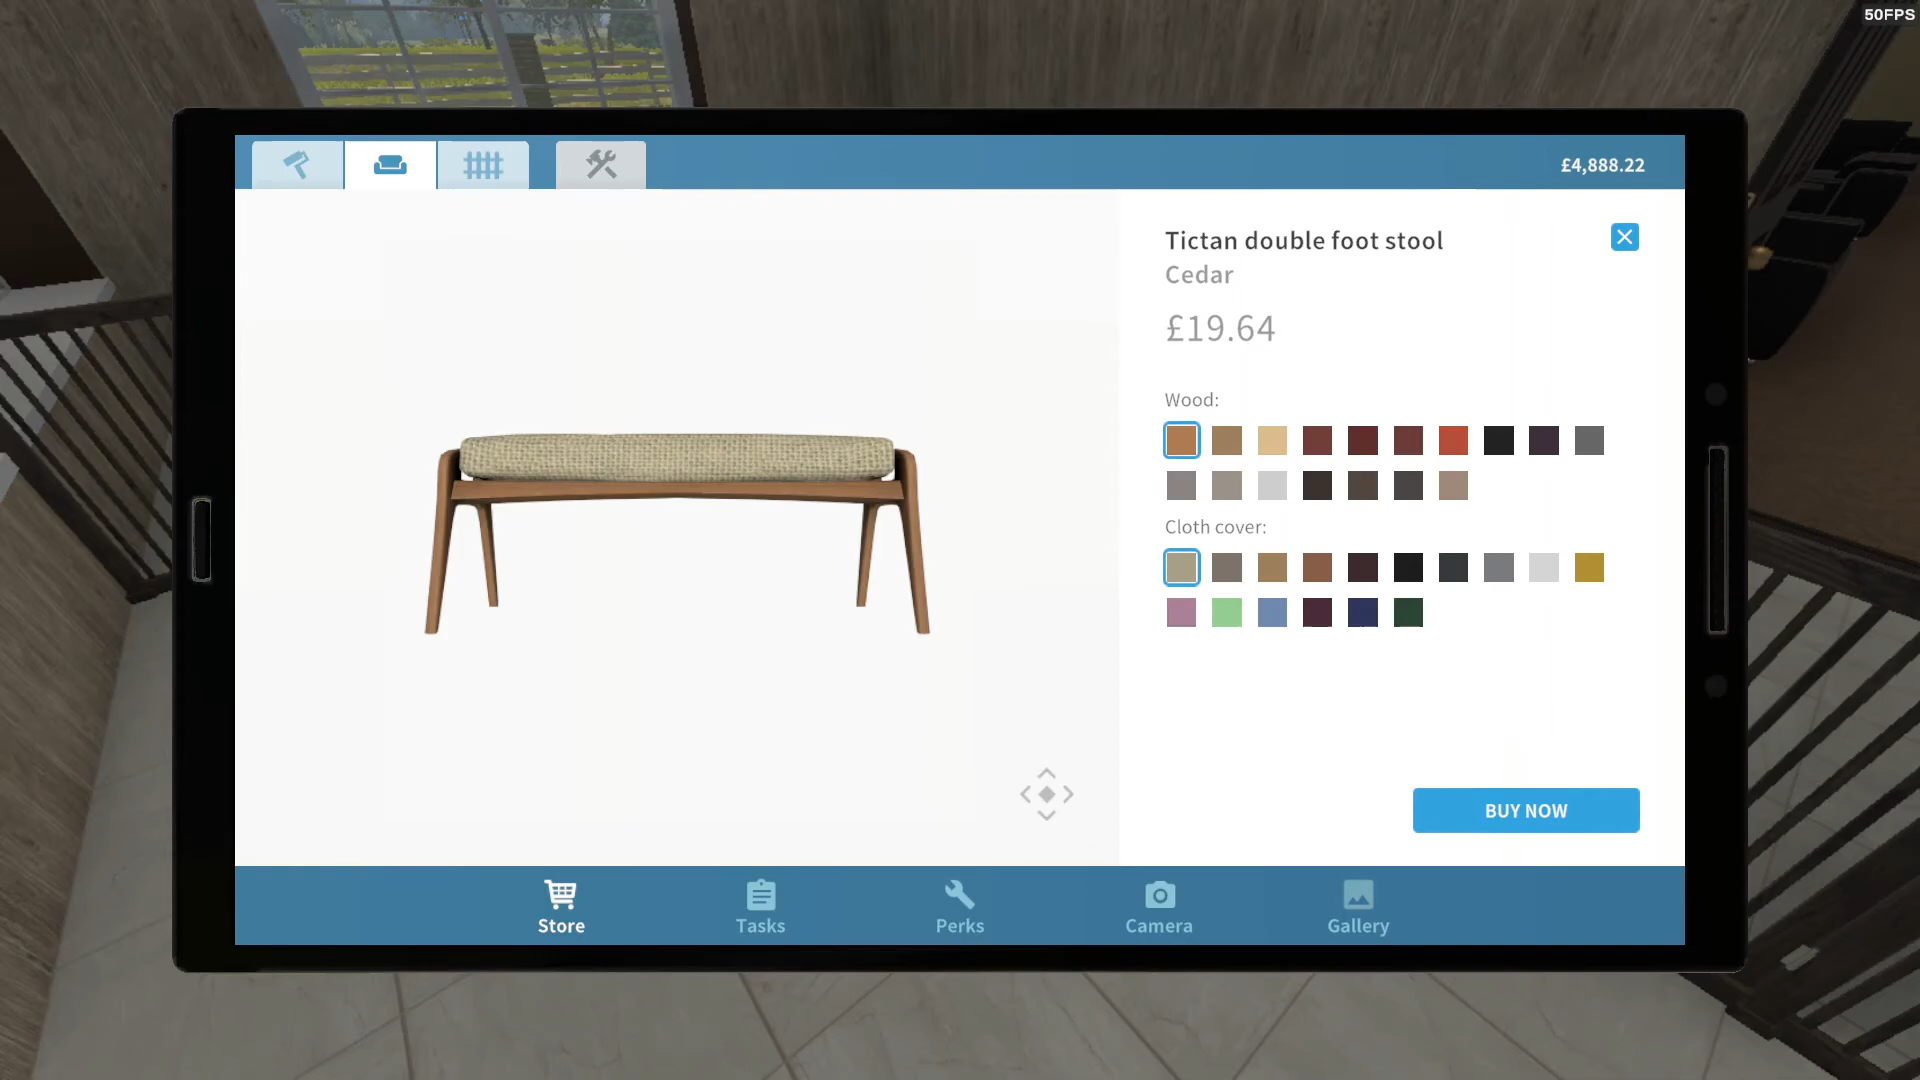 50FPS
£4,888.22
Tictan double foot stool
Cedar
£19.64
Wood:
Cloth cover:
BUY NOW
Store
Tasks
Perks
Camera
Gallery